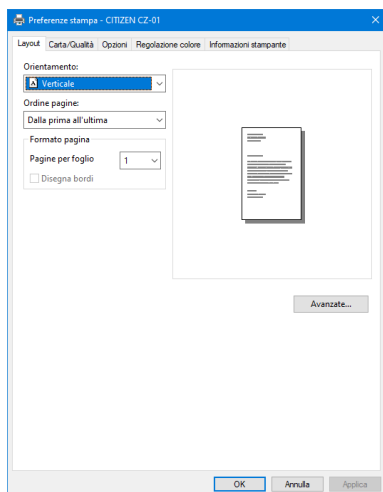 Preferenze stampa - CITIZEN CZ-01
Layout Carta/Qualità Opzioni Regolazione colore Informazioni stampante
Orientamento:
A Verticale
Ordine pagine:
Dalla prima all'ultima
Formato pagina
Pagine per foglio 1
Disegna bordi
Avanzate...
OK Annulla Applica